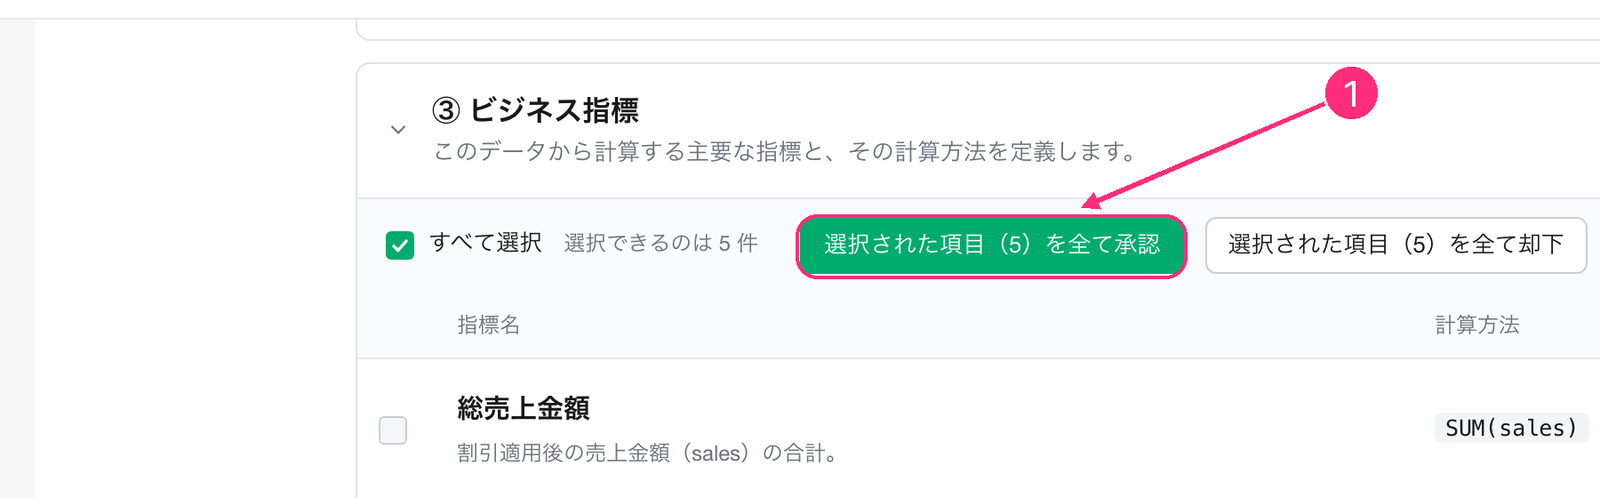 ③ ビジネス指標
このデータから計算する主要な指標と、その計算方法を定義します。
1
すべて選択 選択できるのは 5 件 選択された項目（5）を全て承認 選択された項目（5）を全て却下
指標名 計算方法
総売上金額
割引適用後の売上金額（sales）の合計。
SUM(sales)